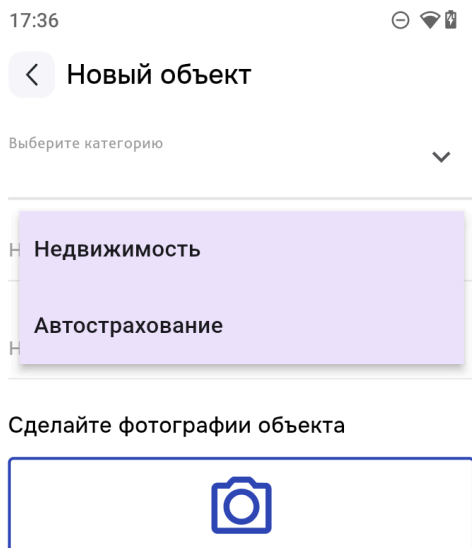 17:36
Новый объект
Выберите категорию
Недвижимость
Автострахование
Сделайте фотографии объекта